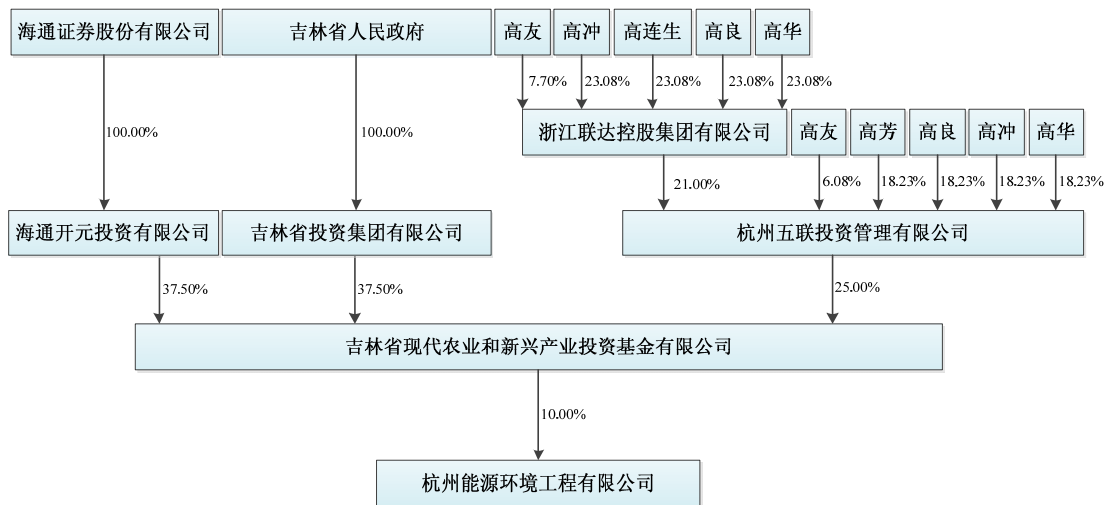 海通证券股份有限公司
吉林省人民政府
高友
高冲
高连生
高良
高华
7.70%
23.08%
23.08%
23.08%
23.08%
100.00%
100.00%
浙江联达控股集团有限公司
高友
高芳
高良
高冲
高华
21.00%
6.08%
18.23%
18.23%
18.23%
18.23%
海通开元投资有限公司
吉林省投资集团有限公司
杭州五联投资管理有限公司
37.50%
37.50%
25.00%
吉林省现代农业和新兴产业投资基金有限公司
10.00%
杭州能源环境工程有限公司